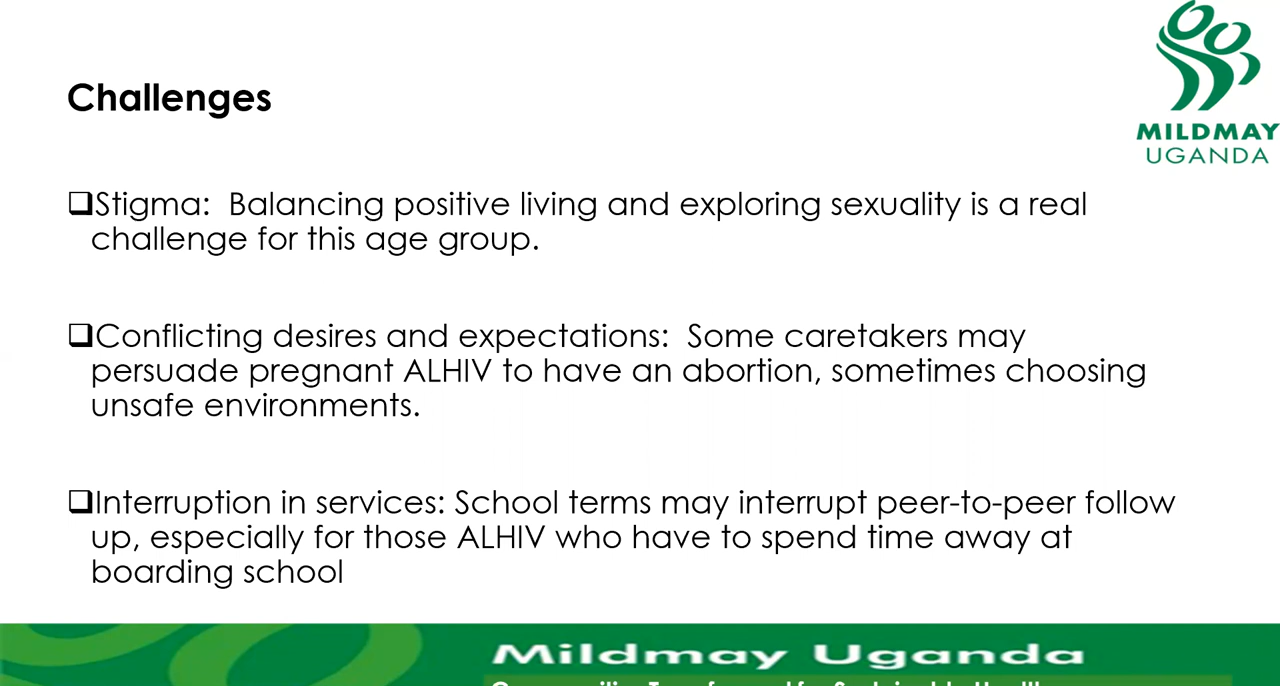 MILDMAY
UGANDA
Challenges
❑Stigma:  Balancing positive living and exploring sexuality is a real
challenge for this age group.
❑Conflicting desires and expectations:  Some caretakers may
persuade pregnant ALHIV to have an abortion, sometimes choosing
unsafe environments.
❑Interruption in services: School terms may interrupt peer-to-peer follow
up, especially for those ALHIV who have to spend time away at
boarding school
Mildmay Uganda